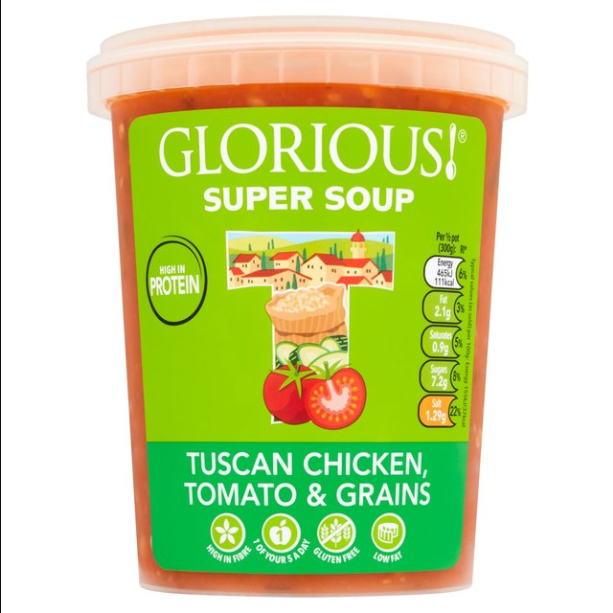 GLORIOUS!®
SUPER SOUP
HIGH IN
PROTEIN
Per ½ pot
(300g):
Energy
465kJ
111kcal
6%
Fat
2.1g
3%
Saturates
0.9g
5%
Sugars
7.2g
8%
Salt
1.29g
22%
TUSCAN CHICKEN,
TOMATO & GRAINS
HIGH IN FIBRE
1
1 OF YOUR 5 A DAY
GLUTEN FREE
LOW FAT